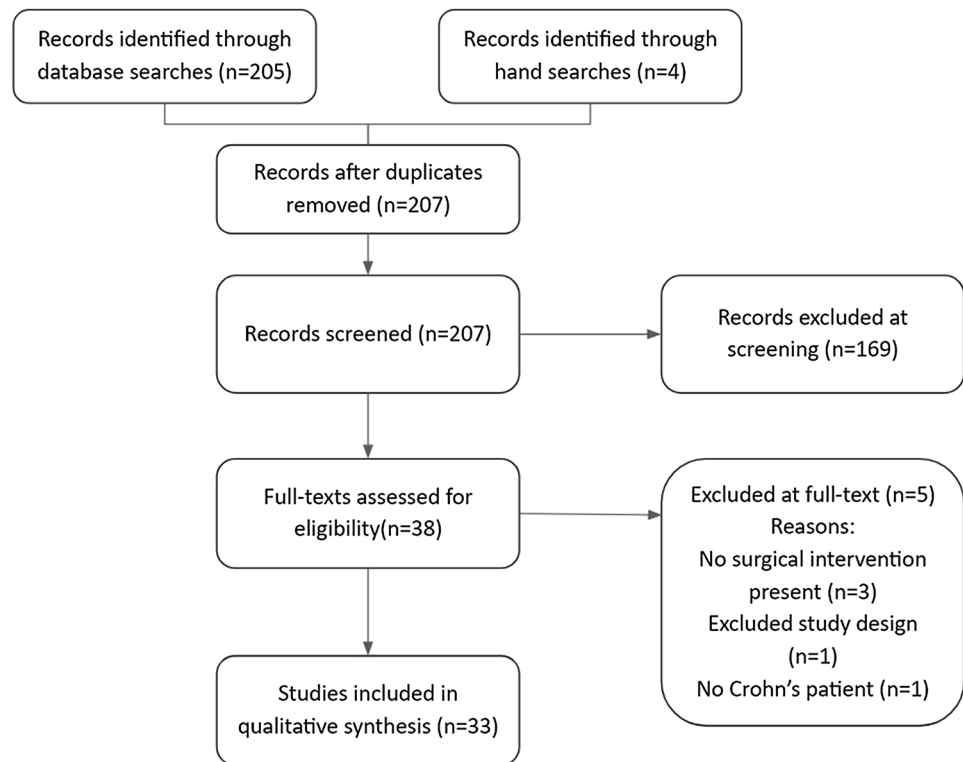 Records identified through
database searches (n=205)
Records identified through
hand searches (n=4)
Records after duplicates
removed (n=207)
Records screened (n=207)
Records excluded at
screening (n=169)
Full-texts assessed for
eligibility(n=38)
Excluded at full-text (n=5)
Reasons:
No surgical intervention
present (n=3)
Excluded study design
(n=1)
No Crohn's patient (n=1)
Studies included in
qualitative synthesis (n=33)